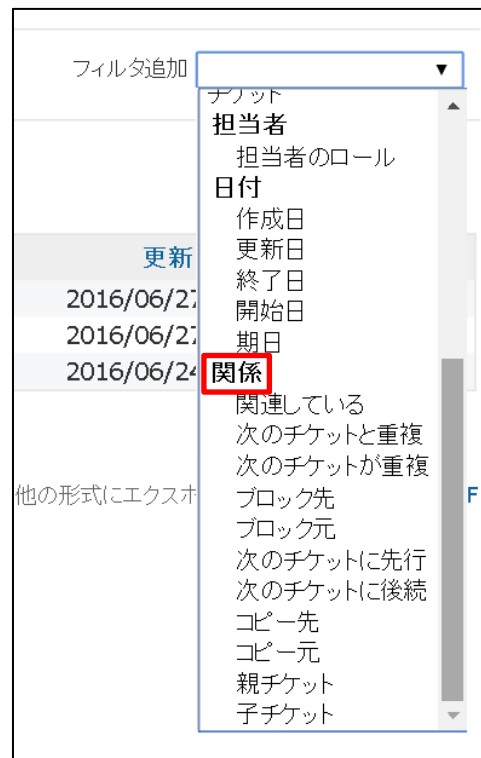 フィルタ追加
チケット
担当者
担当者のロール
日付
作成日
更新日
終了日
開始日
期日
関係
関連している
次のチケットと重複
次のチケットが重複
ブロック先
ブロック元
次のチケットに先行
次のチケットに後続
コピー先
コピー元
親チケット
子チケット
更新
2016/06/27
2016/06/27
2016/06/24
他の形式にエクスポ
F